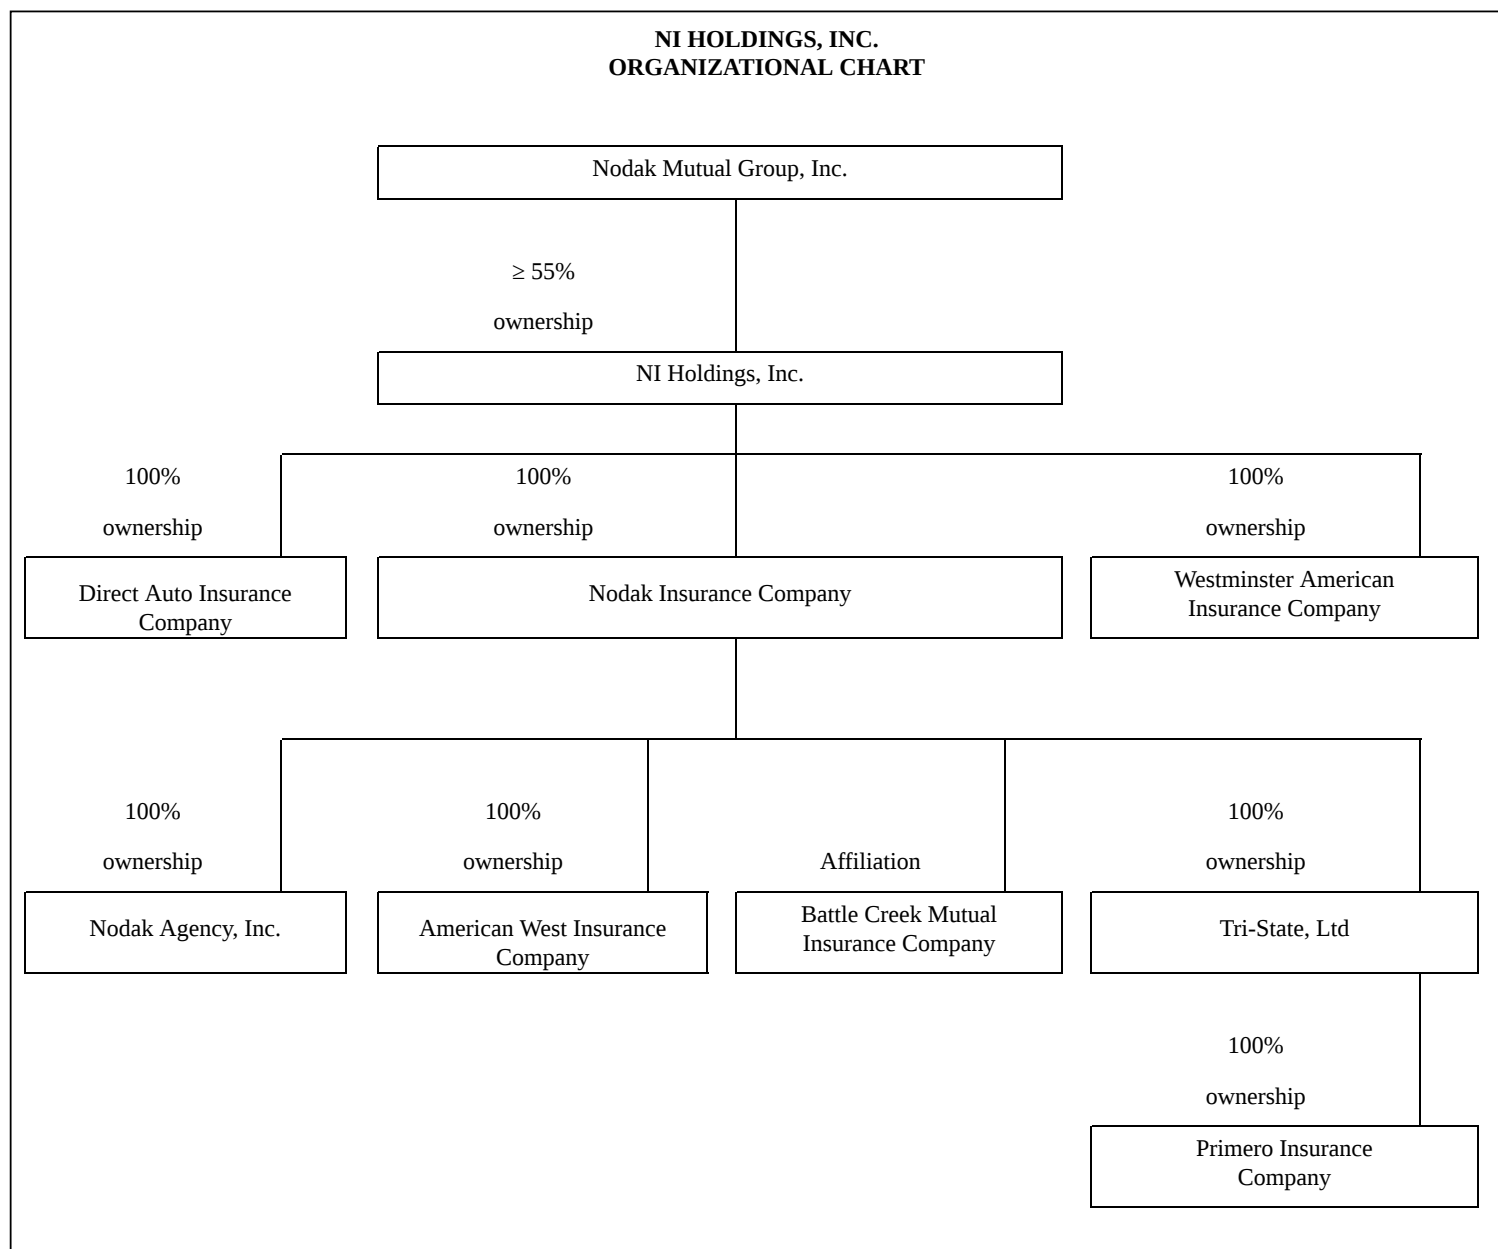 NI HOLDINGS, INC.
ORGANIZATIONAL CHART
Nodak Mutual Group, Inc.
≥ 55%
ownership
NI Holdings, Inc.
100%
ownership
100%
ownership
100%
ownership
Direct Auto Insurance
Company
Nodak Insurance Company
Westminster American
Insurance Company
100%
ownership
100%
ownership
Affiliation
100%
ownership
Nodak Agency, Inc.
American West Insurance
Company
Battle Creek Mutual
Insurance Company
Tri-State, Ltd
100%
ownership
Primero Insurance
Company